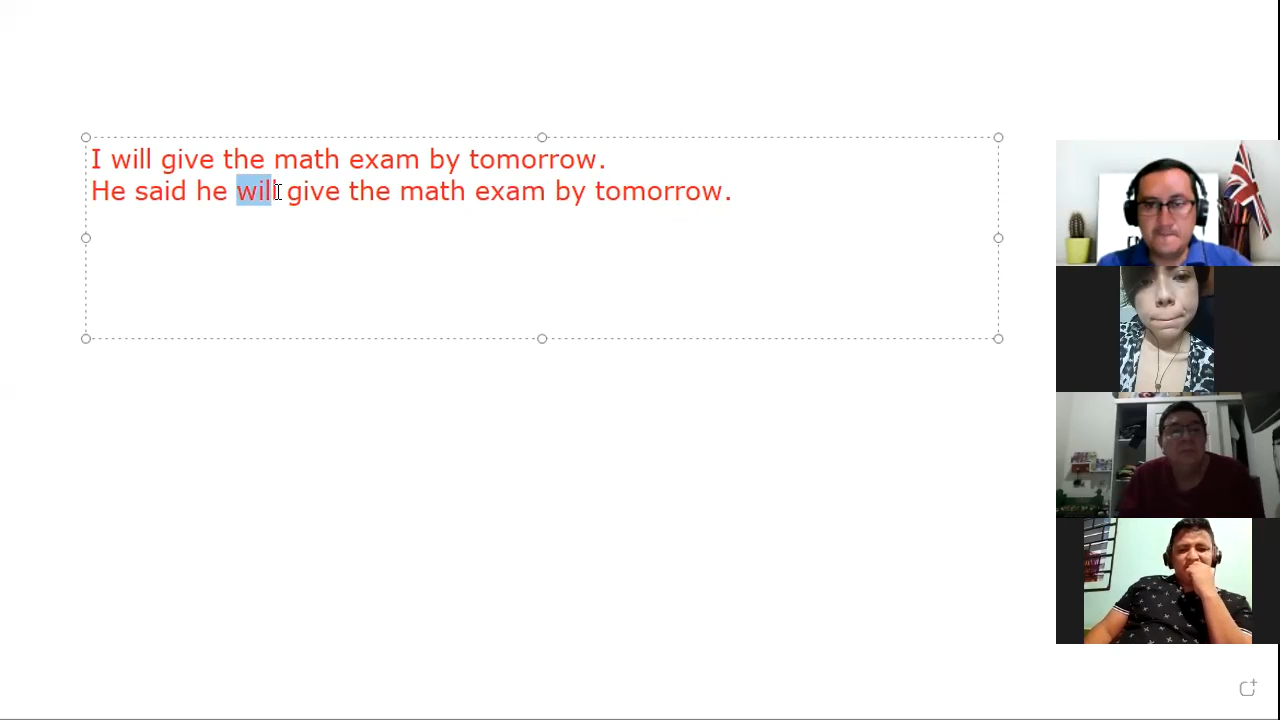 I will give the math exam by tomorrow.
He said he will give the math exam by tomorrow.